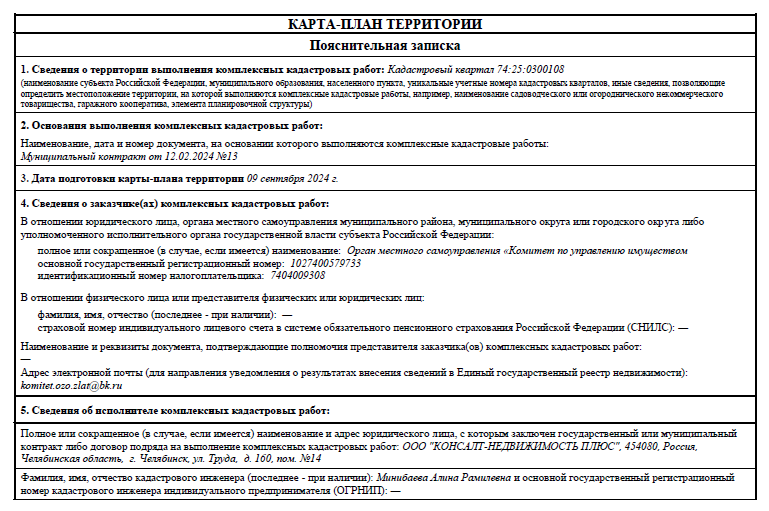 КАРТА-ПЛАН ТЕРРИТОРИИ
Пояснительная записка
1. Сведения о территории выполнения комплексных кадастровых работ: Кадастровый квартал 74:25:0300108
(наименование субъекта Российской Федерации, муниципального образования, населенного пункта, уникальные учетные номера кадастровых кварталов, иные сведения, позволяющие
определить местоположение территории, на которой выполняются комплексные кадастровые работы, например, наименование садоводческого или огороднического некоммерческого
товарищества, гаражного кооператива, элемента планировочной структуры)
2. Основания выполнения комплексных кадастровых работ:
Наименование, дата и номер документа, на основании которого выполняются комплексные кадастровые работы:
Муниципальный контракт от 12.02.2024 №13
3. Дата подготовки карты-плана территории 09 сентября 2024 г.
4. Сведения о заказчике(ах) комплексных кадастровых работ:
В отношении юридического лица, органа местного самоуправления муниципального района, муниципального округа или городского округа либо
уполномоченного исполнительного органа государственной власти субъекта Российской Федерации:
полное или сокращенное (в случае, если имеется) наименование: Орган местного самоуправления «Комитет по управлению имуществом
основной государственный регистрационный номер: 1027400579733
идентификационный номер налогоплательщика: 7404009308
В отношении физического лица или представителя физических или юридических лиц:
фамилия, имя, отчество (последнее - при наличии): —
страховой номер индивидуального лицевого счета в системе обязательного пенсионного страхования Российской Федерации (СНИЛС): —
Наименование и реквизиты документа, подтверждающие полномочия представителя заказчика(ов) комплексных кадастровых работ:
—
Адрес электронной почты (для направления уведомления о результатах внесения сведений в Единый государственный реестр недвижимости):
komitet.ozo.zlat@bk.ru
5. Сведения об исполнителе комплексных кадастровых работ:
Полное или сокращенное (в случае, если имеется) наименование и адрес юридического лица, с которым заключен государственный или муниципальный
контракт либо договор подряда на выполнение комплексных кадастровых работ: ООО "КОНСАЛТ-НЕДВИЖИМОСТЬ ПЛЮС", 454080, Россия,
Челябинская область, г. Челябинск, ул. Труда, д. 160, пом. №14
Фамилия, имя, отчество кадастрового инженера (последнее - при наличии): Минибаева Алина Рамилевна и основной государственный регистрационный
номер кадастрового инженера индивидуального предпринимателя (ОГРНИП): —